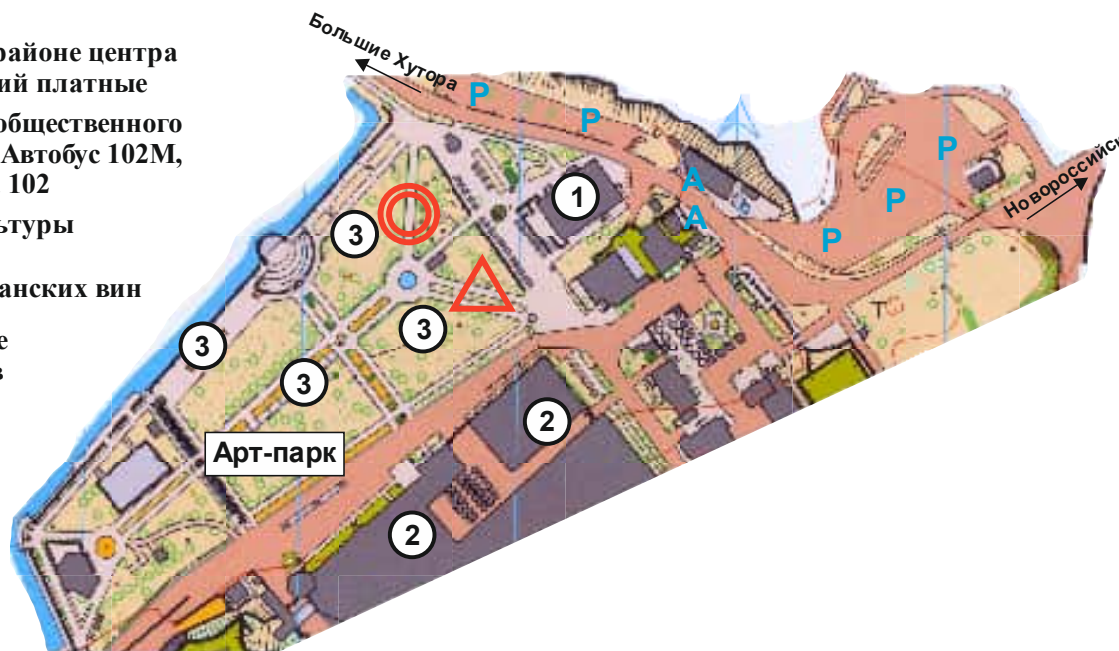 районе центра
ий платные
общественного
Автобус 102М,
102
ьтуры
анских вин
е
в
Большие Хутора
Новороссийск
P
P
P
P
P
А
А
1
2
2
3
3
3
3
Арт-парк